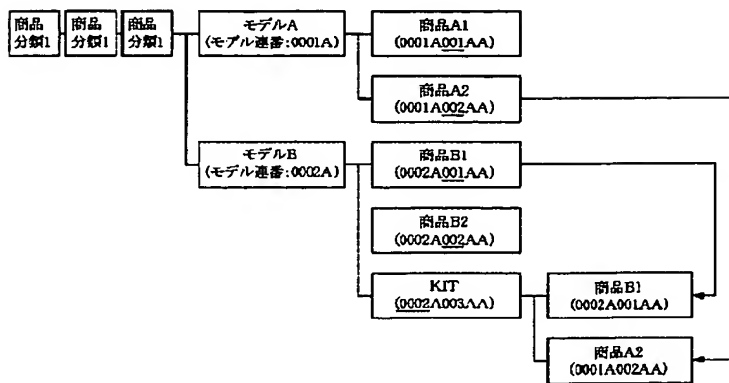 商品
分類1
商品
分類1
商品
分類1
モデルA
(モデル連番:0001A)
商品A1
(0001A001AA)
商品A2
(0001A002AA)
モデルB
(モデル連番:0002A)
商品B1
(0002A001AA)
商品B2
(0002A002AA)
KIT
(0002A003AA)
商品B1
(0002A001AA)
商品A2
(0001A002AA)